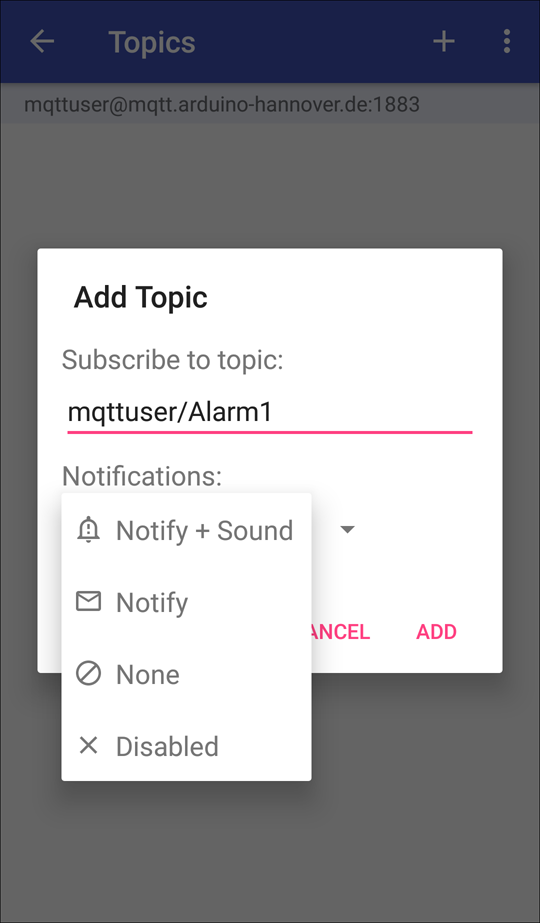 Topics
mqttuser@mqtt.arduino-hannover.de:1883
Add Topic
Subscribe to topic:
mqttuser/Alarm1
Notifications:
Notify + Sound
Notify
ANCEL ADD
None
Disabled